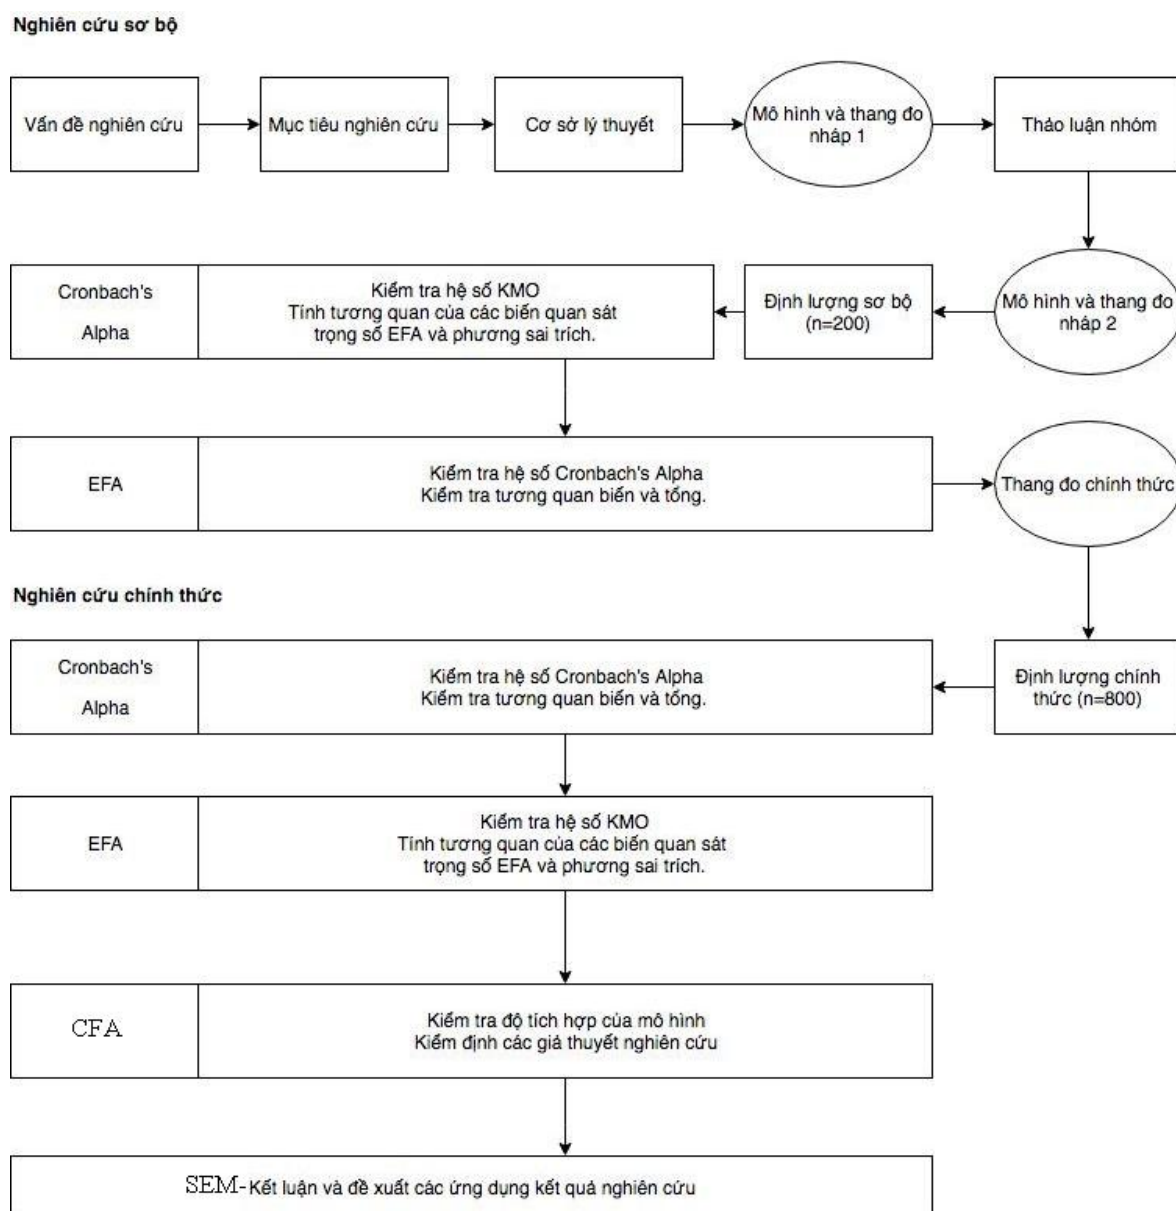 Nghiên cứu sơ bộ
Vấn đề nghiên cứu
Mục tiêu nghiên cứu
Cơ sở lý thuyết
Mô hình và thang đo
nháp 1
Thảo luận nhóm
Cronbach's
Alpha
Kiểm tra hệ số KMO
Tính tương quan của các biến quan sát
trọng số EFA và phương sai trích.
Định lượng sơ bộ
(n=200)
Mô hình và thang đo
nháp 2
EFA
Kiểm tra hệ số Cronbach's Alpha
Kiểm tra tương quan biến và tổng.
Thang đo chính thức
Nghiên cứu chính thức
Cronbach's
Alpha
Kiểm tra hệ số Cronbach's Alpha
Kiểm tra tương quan biến và tổng.
Định lượng chính
thức (n=800)
EFA
Kiểm tra hệ số KMO
Tính tương quan của các biến quan sát
trọng số EFA và phương sai trích.
CFA
Kiểm tra độ tích hợp của mô hình
Kiểm định các giả thuyết nghiên cứu
SEM-Kết luận và đề xuất các ứng dụng kết quả nghiên cứu